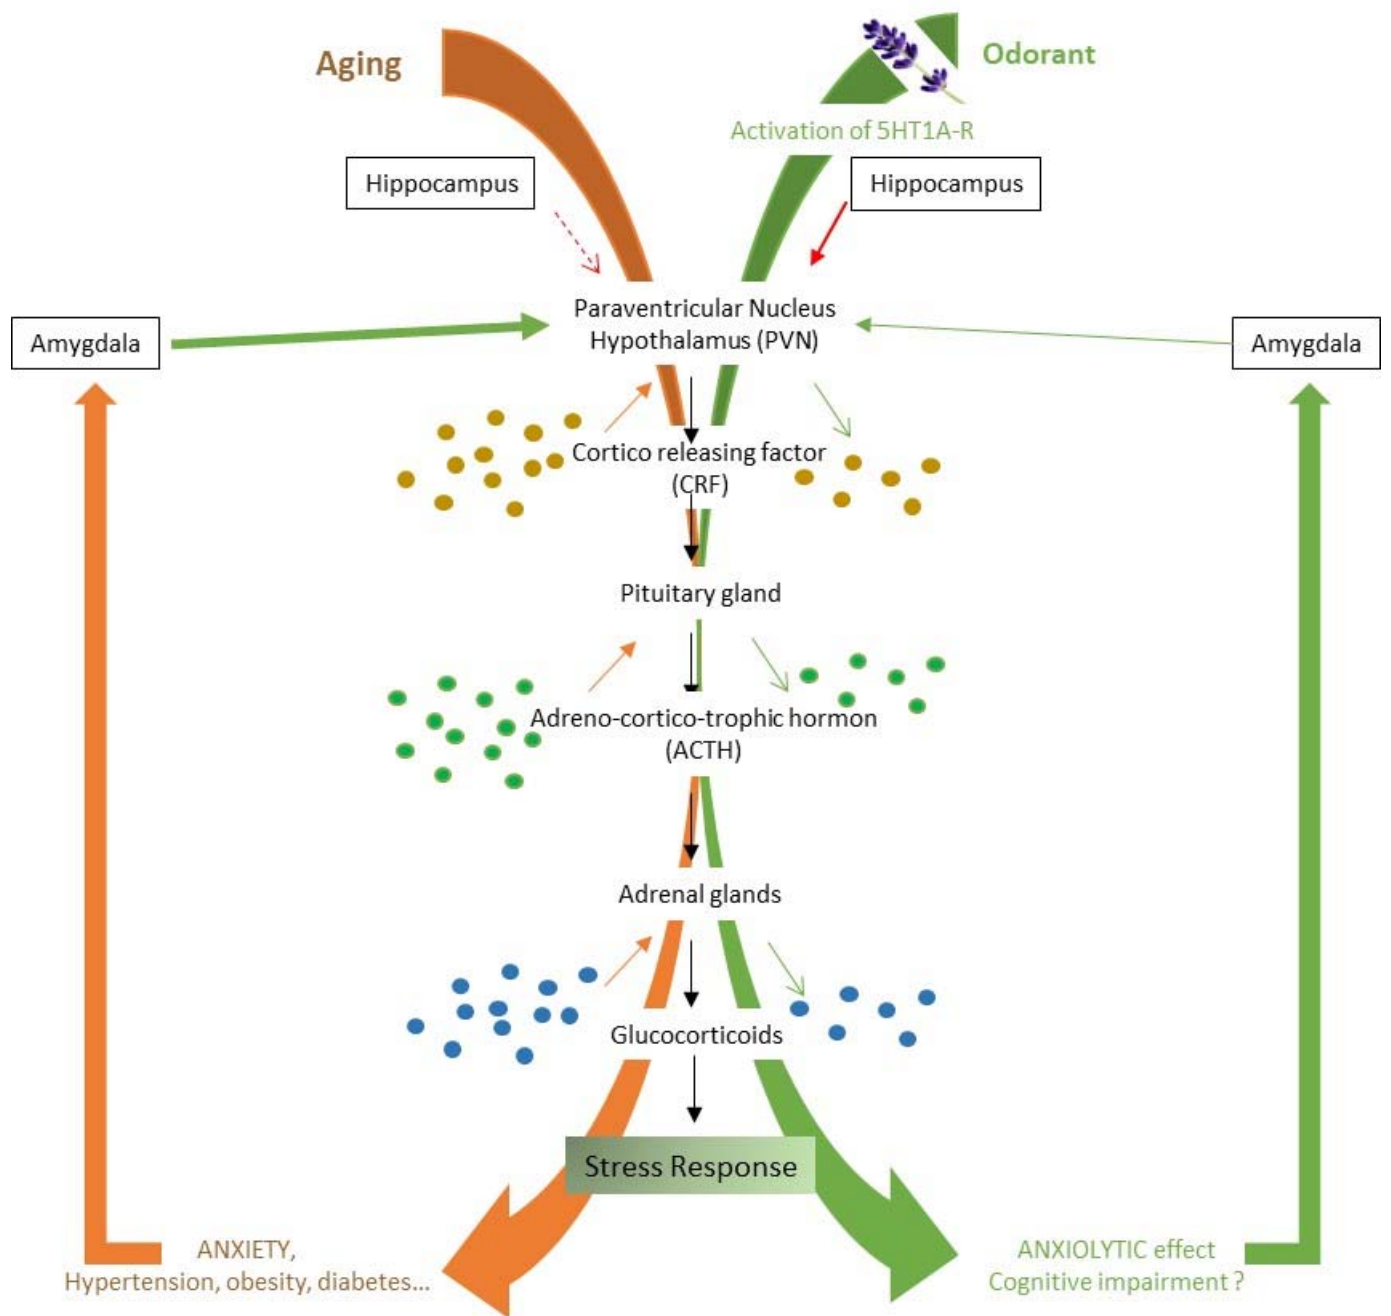 Aging
Odorant
Activation of 5HT1A-R
Hippocampus
Hippocampus
Paraventricular Nucleus
Hypothalamus (PVN)
Amygdala
Amygdala
Cortico releasing factor
(CRF)
Pituitary gland
Adreno-cortico-trophic hormon
(ACTH)
Adrenal glands
Glucocorticoids
Stress Response
ANXIETY,
Hypertension, obesity, diabetes...
ANXIOLYTIC effect
Cognitive impairment ?